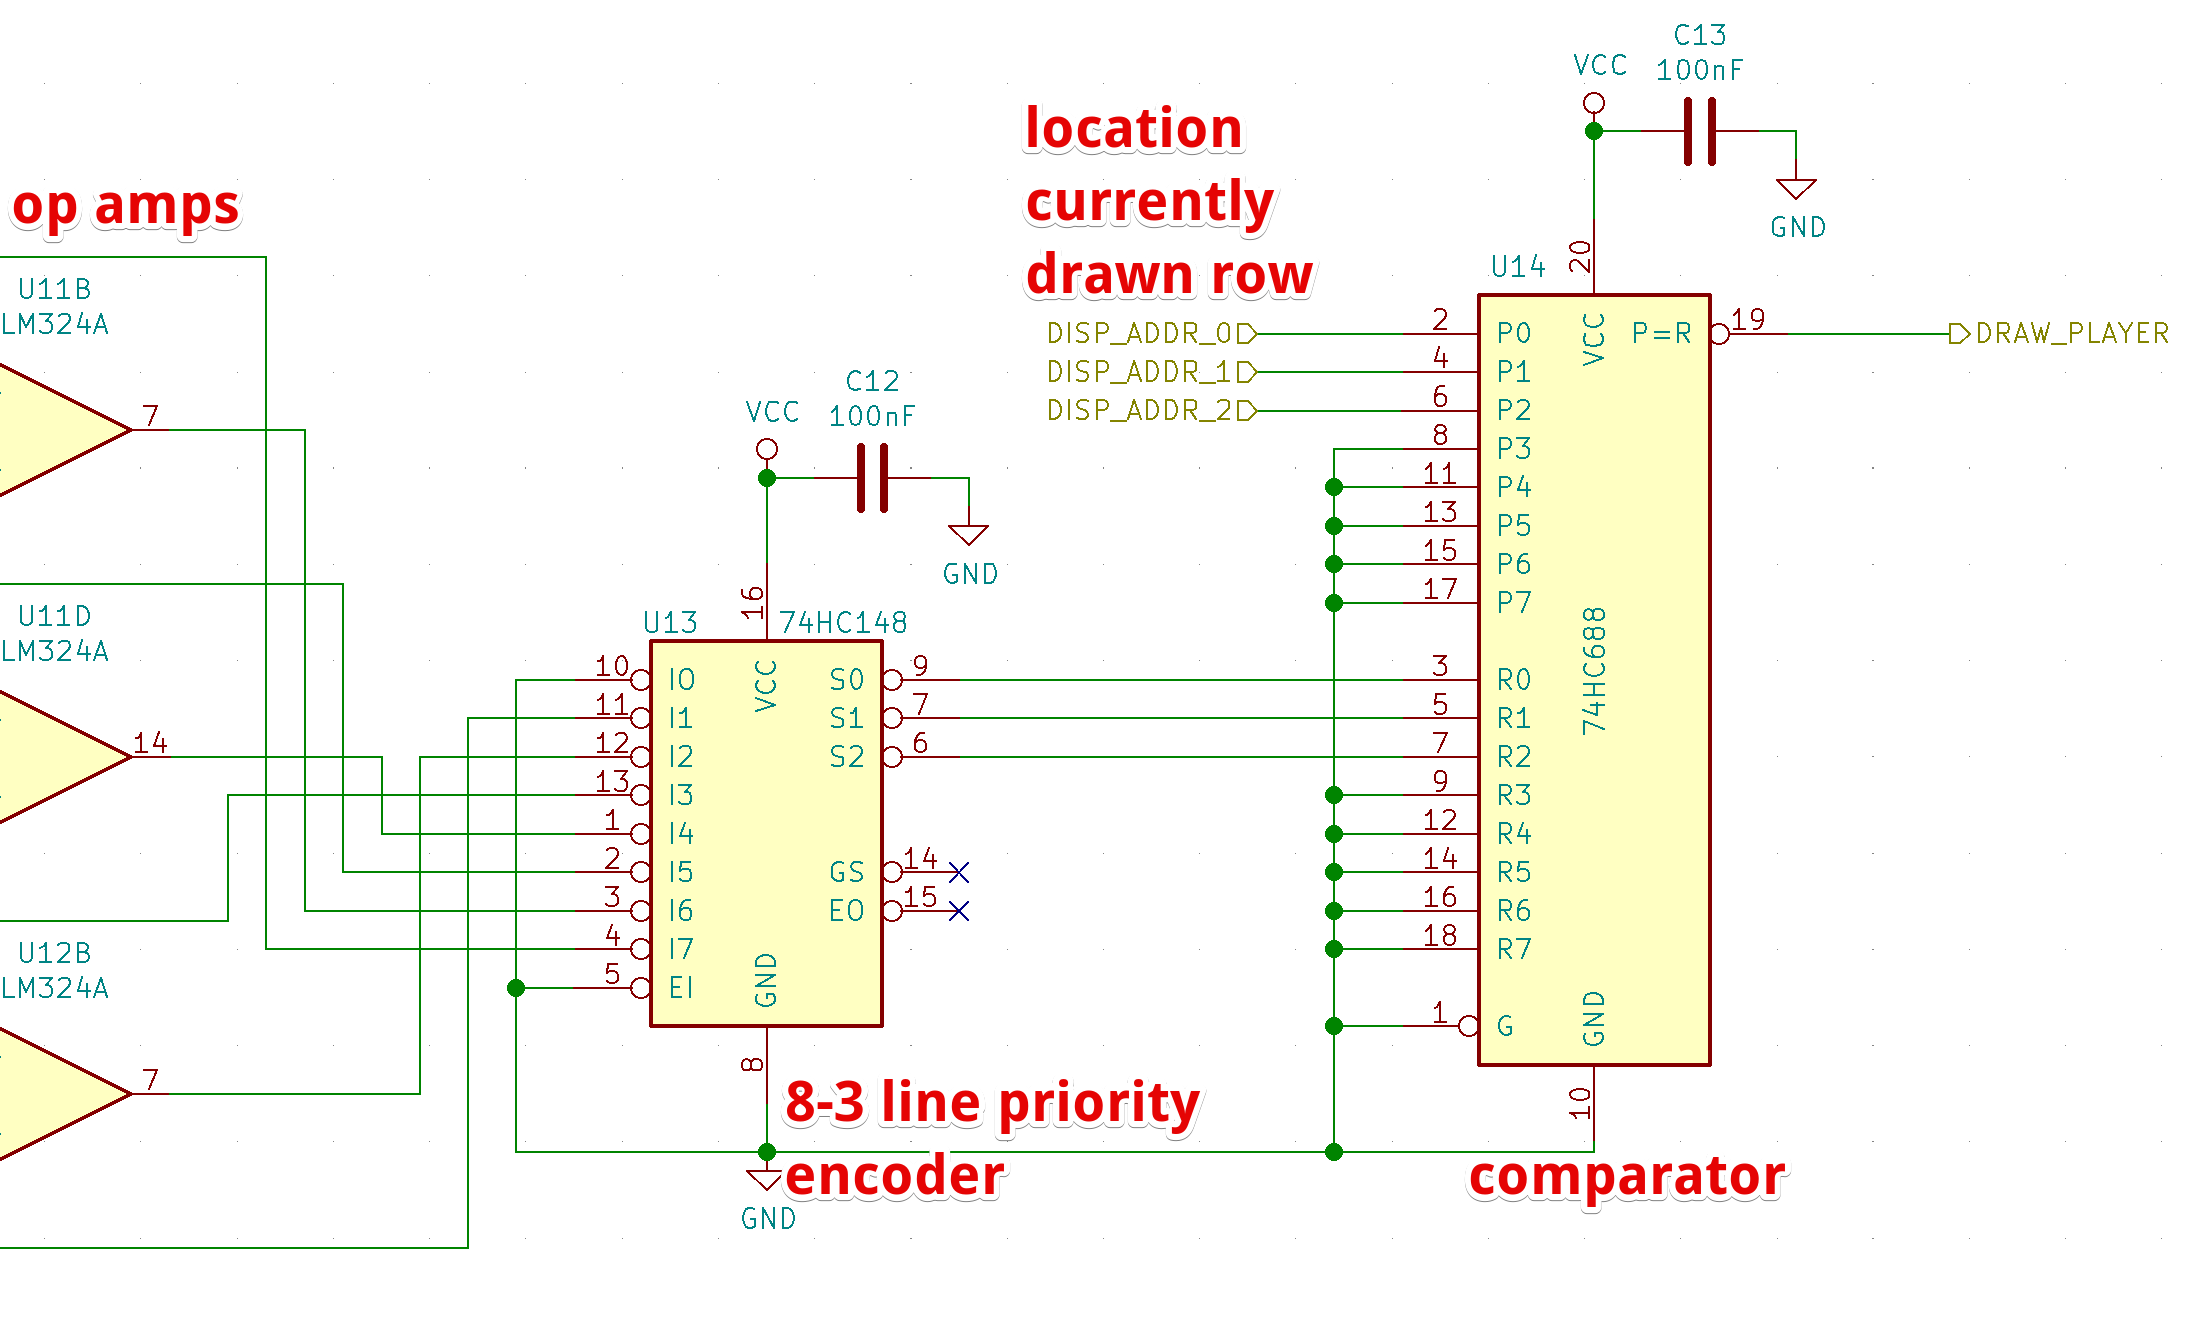 C13
VCC
100nF
GND
location
currently
drawn row
op amps
U11B
LM324A
7
U11D
LM324A
14
U12B
LM324A
7
VCC
C12
100nF
GND
16
U13
74HC148
10
IO
11
I1
12
I2
13
I3
1
I4
2
I5
3
I6
4
I7
5
EI
VCC
GND
S0
9
S1
7
S2
6
GS
14
EO
15
8
GND
8-3 line priority
encoder
DISP_ADDR_0
DISP_ADDR_1
DISP_ADDR_2
20
U14
2
P0
4
P1
6
P2
8
P3
11
P4
13
P5
15
P6
17
P7
3
R0
5
R1
7
R2
9
R3
12
R4
14
R5
16
R6
18
R7
1
G
VCC
74HC688
GND
P=R
19
DRAW_PLAYER
10
comparator